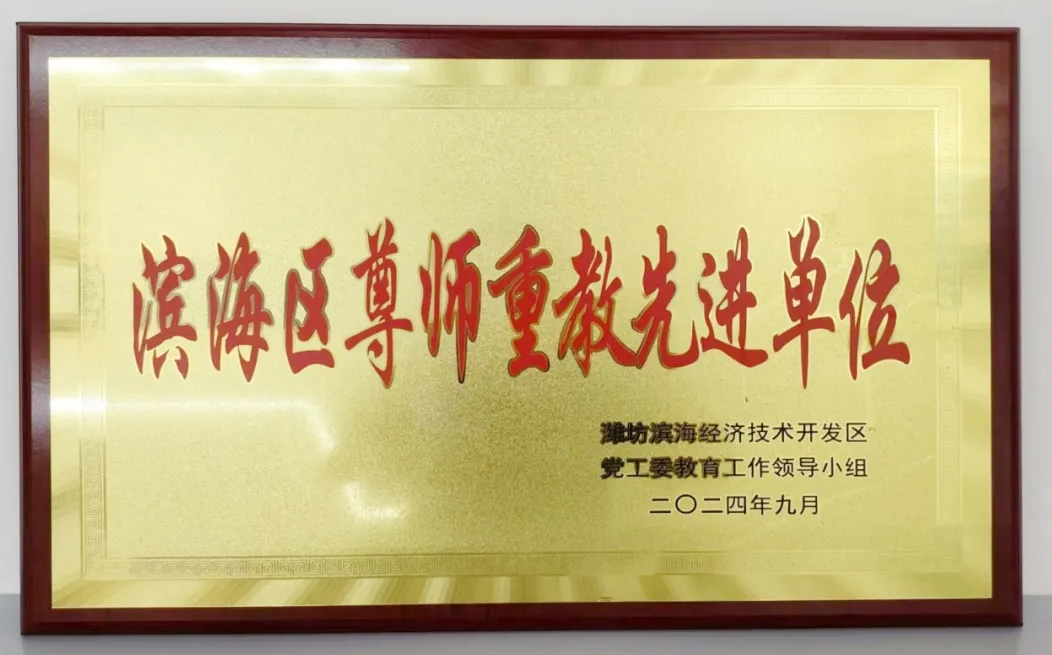 滨海区尊师重教先进单位
潍坊滨海经济技术开发区
党工委教育工作领导小组
二〇二四年九月